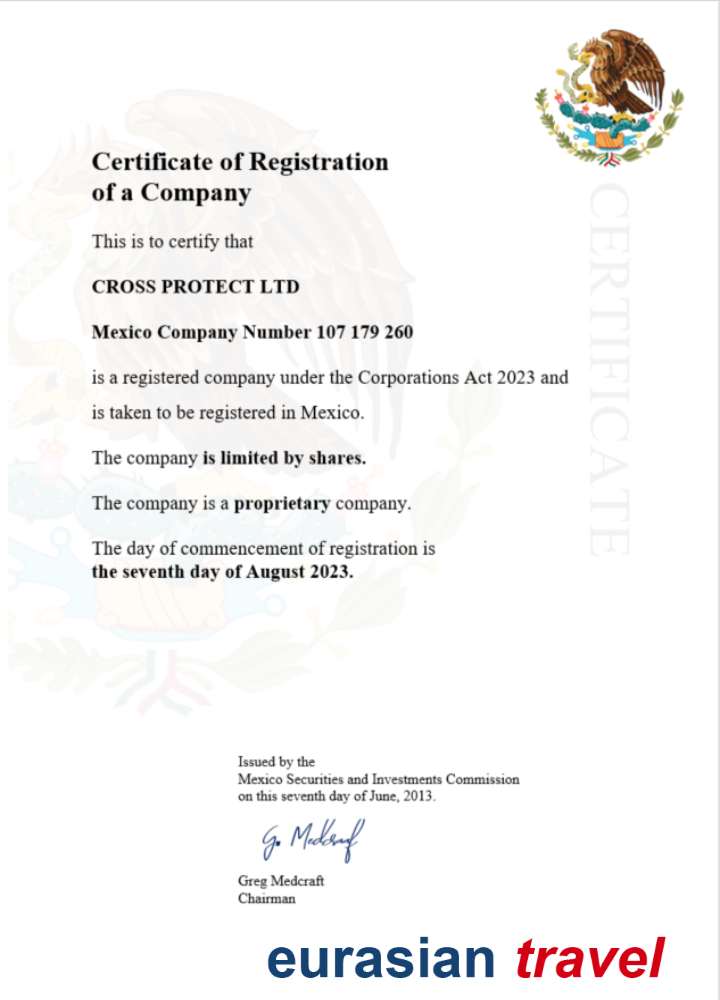 Certificate of Registration
of a Company
This is to certify that
CROSS PROTECT LTD
Mexico Company Number 107 179 260
is a registered company under the Corporations Act 2023 and
is taken to be registered in Mexico.
The company is limited by shares.
The company is a proprietary company.
The day of commencement of registration is
the seventh day of August 2023.
CERTIFICATE
Issued by the
Mexico Securities and Investments Commission
on this seventh day of June, 2013.
G. Medcraft
Greg Medcraft
Chairman
eurasian travel